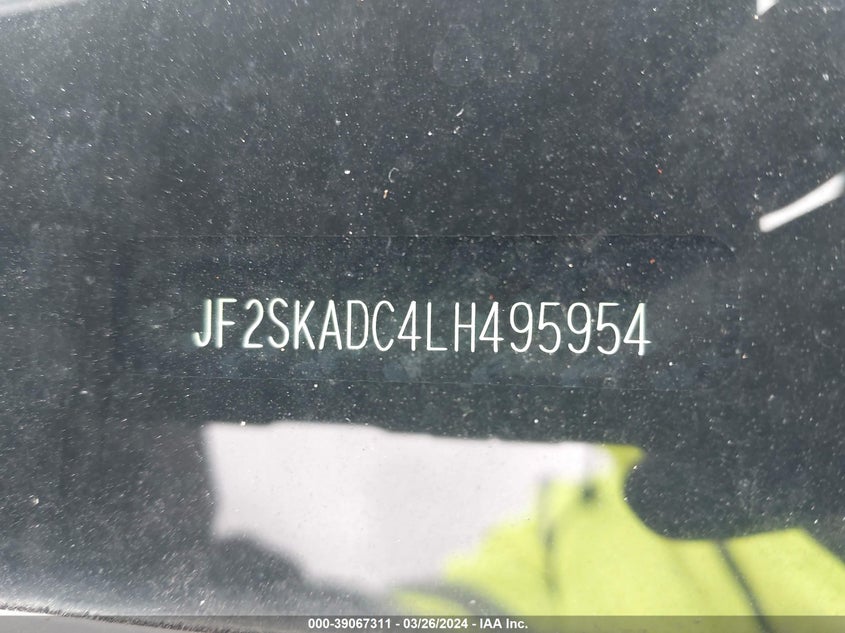 JF2SKADC4LH495954
000-39067311 - 03/26/2024 - IAA Inc.